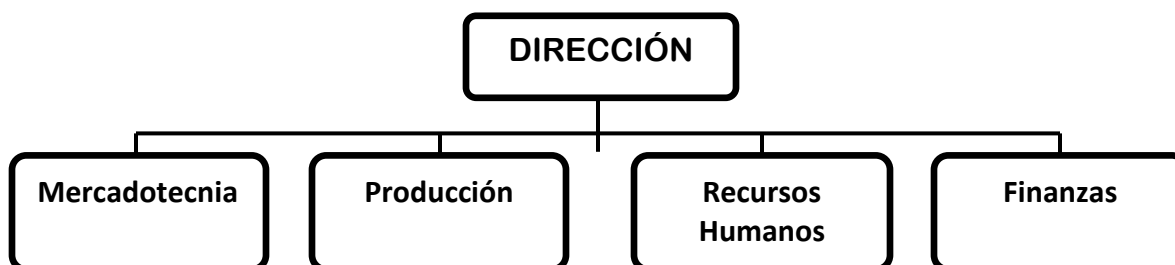 DIRECCIÓN
Mercadotecnia
Producción
Recursos
Humanos
Finanzas